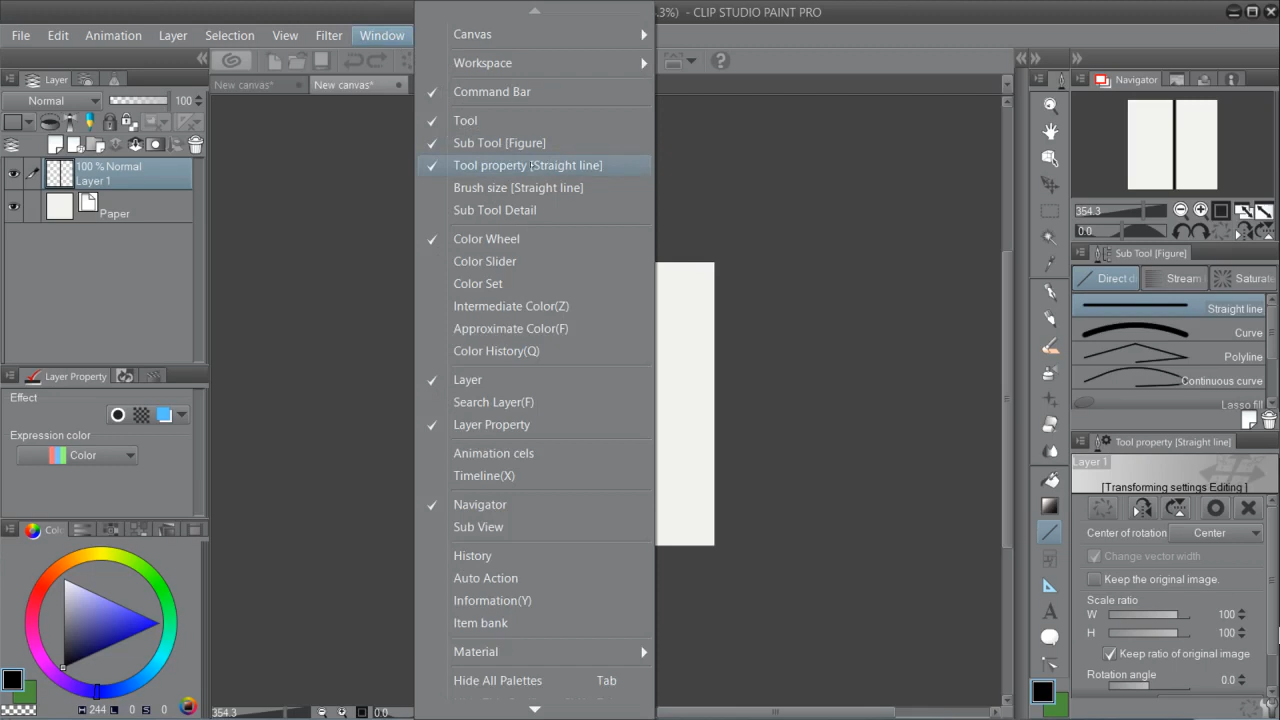 .3%) - CLIP STUDIO PAINT PRO
File Edit Animation Layer Selection View Filter Window
New canvas* New canvas*
Layer
Normal 100
100 % Normal
Layer 1
Paper
Layer Property
Effect
Expression color
Color
H 244 L 0 S 0
Canvas
Workspace
Command Bar
Tool
Sub Tool [Figure]
Tool property [Straight line]
Brush size [Straight line]
Sub Tool Detail
Color Wheel
Color Slider
Color Set
Intermediate Color(Z)
Approximate Color(F)
Color History(Q)
Layer
Search Layer(F)
Layer Property
Animation cels
Timeline(X)
Navigator
Sub View
History
Auto Action
Information(Y)
Item bank
Material
Hide All Palettes Tab
354.3 0.0
Navigator
354.3
0.0
Sub Tool [Figure]
Direct d Stream Saturate
Straight line
Curve
Polyline
Continuous curve
Lasso fill
Tool property [Straight line]
Layer 1
[Transforming settings Editing ]
Center of rotation Center
Change vector width
Keep the original image.
Scale ratio
W 100
H 100
Keep ratio of original image
Rotation angle 0.0